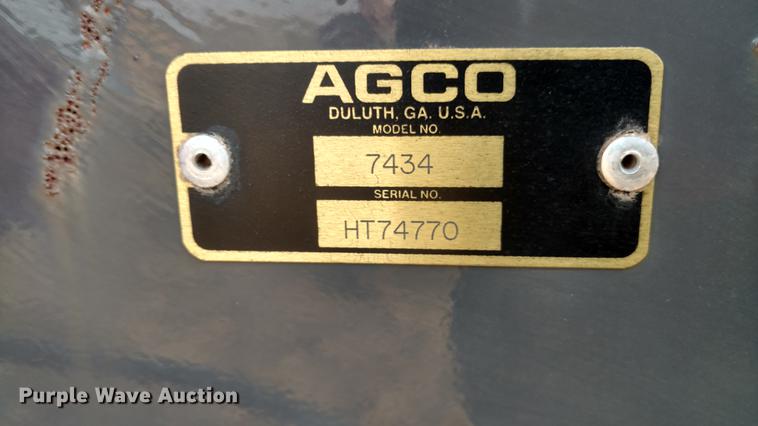 AGCO
DULUTH, GA. U.S.A.
MODEL NO.
7434
SERIAL NO.
HT74770
Purple Wave Auction